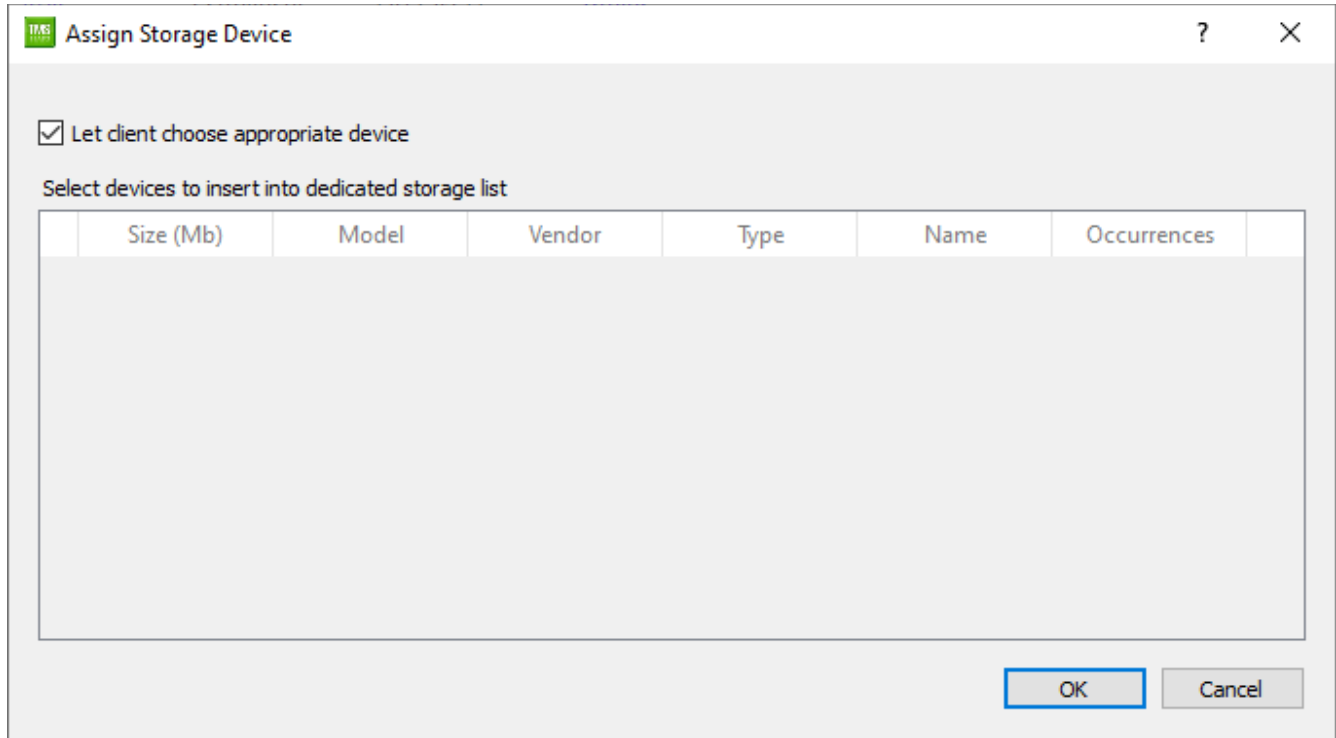 TMS
Assign Storage Device
?
Let client choose appropriate device
Select devices to insert into dedicated storage list
Size (Mb) Model Vendor Type Name Occurrences
OK Cancel